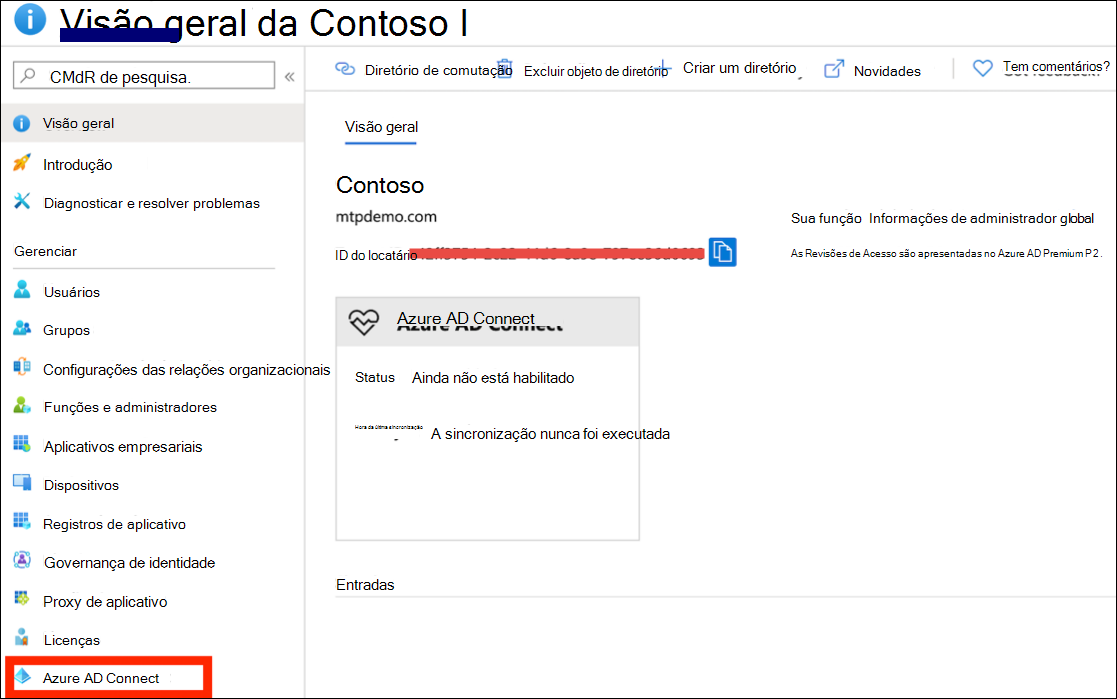 Visão geral da Contoso I
CMdR de pesquisa.
«
Diretório de comutação
Excluir objeto de diretório
Criar um diretório
Novidades
Tem comentários?
Visão geral
Introdução
Diagnosticar e resolver problemas
Gerenciar
Usuários
Grupos
Configurações das relações organizacionais
Funções e administradores
Aplicativos empresariais
Dispositivos
Registros de aplicativo
Governança de identidade
Proxy de aplicativo
Licenças
Azure AD Connect
Visão geral
Contoso
mtpdemo.com
ID do locatário
Sua função Informações de administrador global
As Revisões de Acesso são apresentadas no Azure AD Premium P2.
Azure AD Connect
Status Ainda não está habilitado
Hora da última sincronização A sincronização nunca foi executada
Entradas